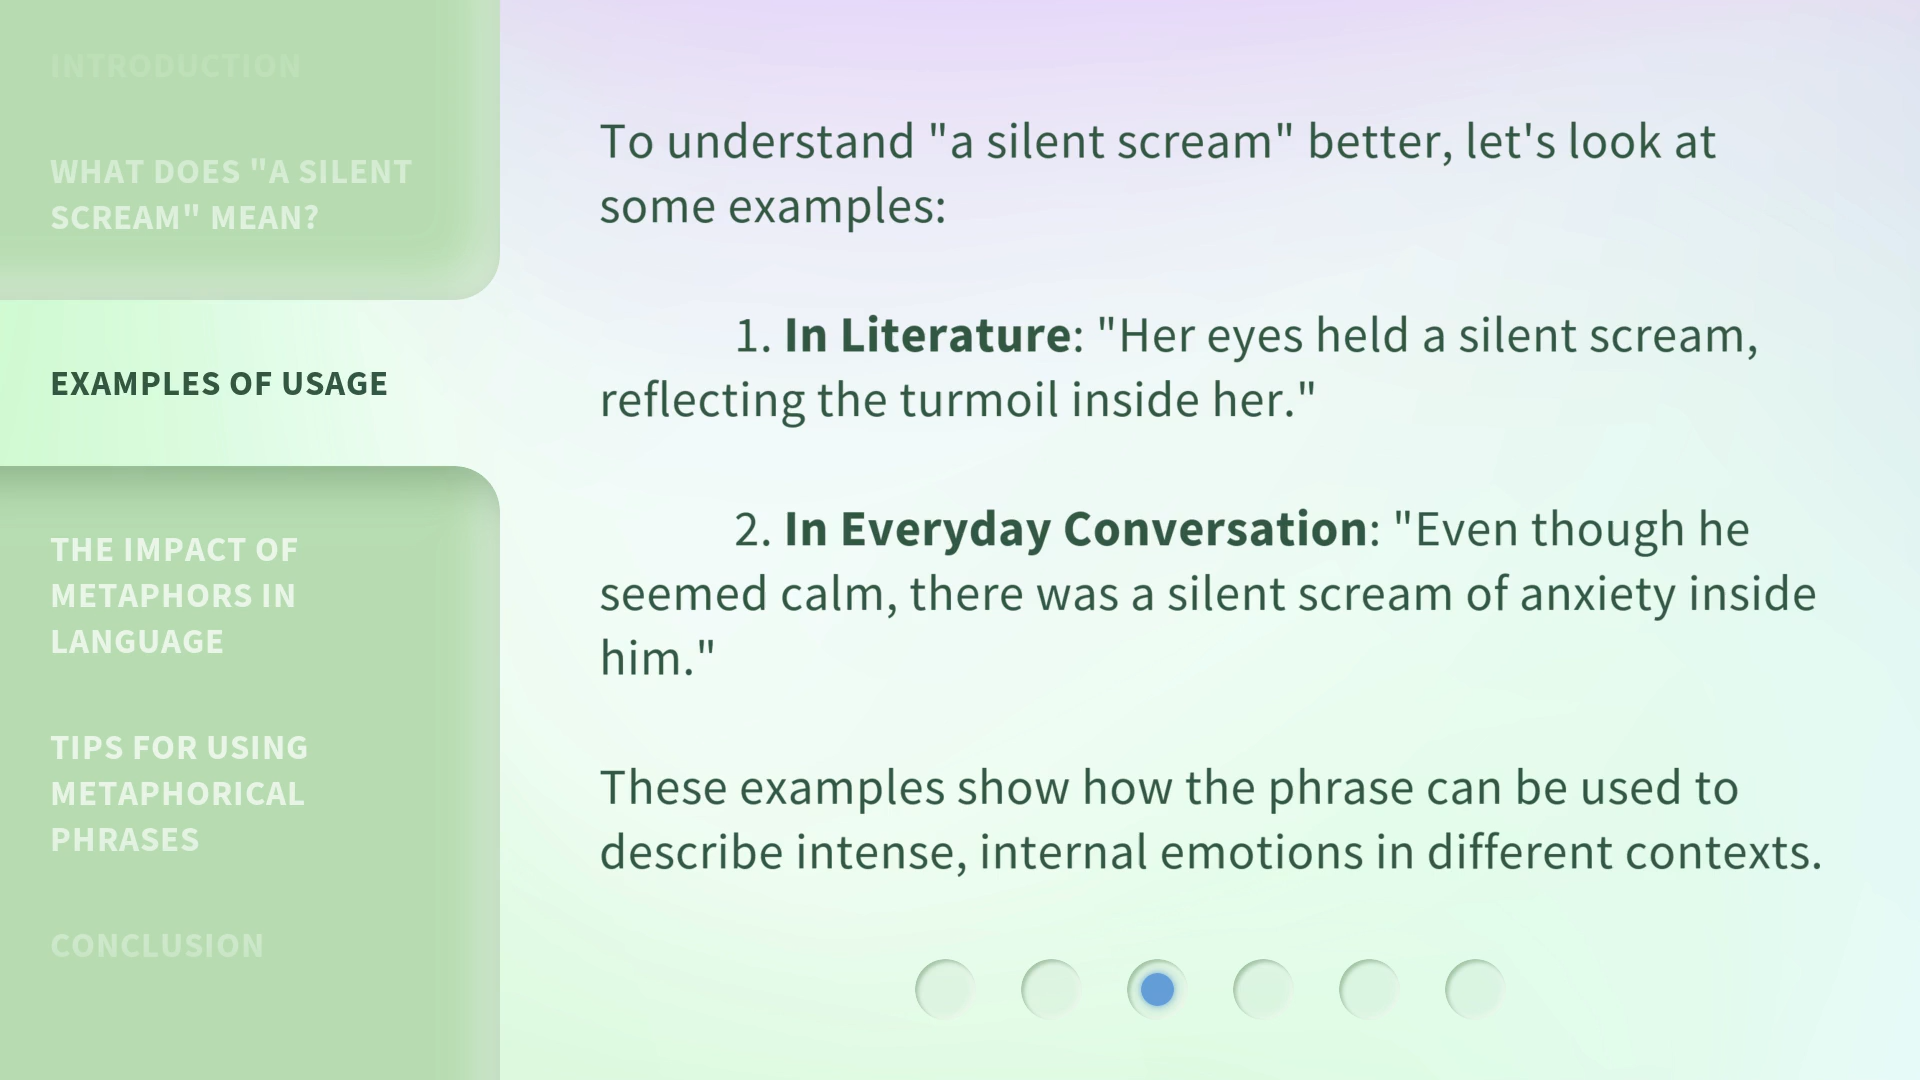 INTRODUCTION
WHAT DOES "A SILENT
SCREAM" MEAN?
EXAMPLES OF USAGE
THE IMPACT OF
METAPHORS IN
LANGUAGE
TIPS FOR USING
METAPHORICAL
PHRASES
CONCLUSION
To understand "a silent scream" better, let's look at
some examples:
1. In Literature: "Her eyes held a silent scream,
reflecting the turmoil inside her."
2. In Everyday Conversation: "Even though he
seemed calm, there was a silent scream of anxiety inside
him."
These examples show how the phrase can be used to
describe intense, internal emotions in different contexts.